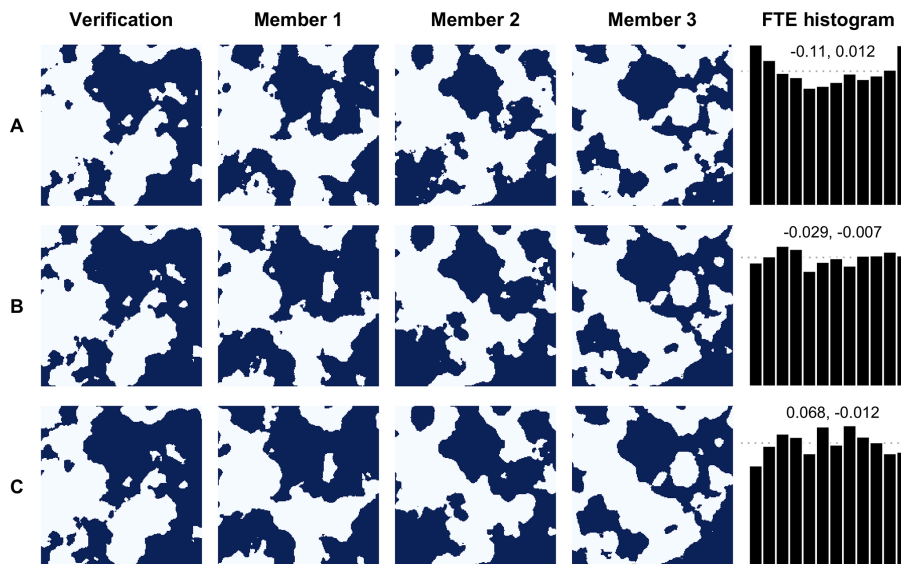 Verification Member 1 Member 2 Member 3 FTE histogram
A -0.11, 0.012
B -0.029, -0.007
C 0.068, -0.012